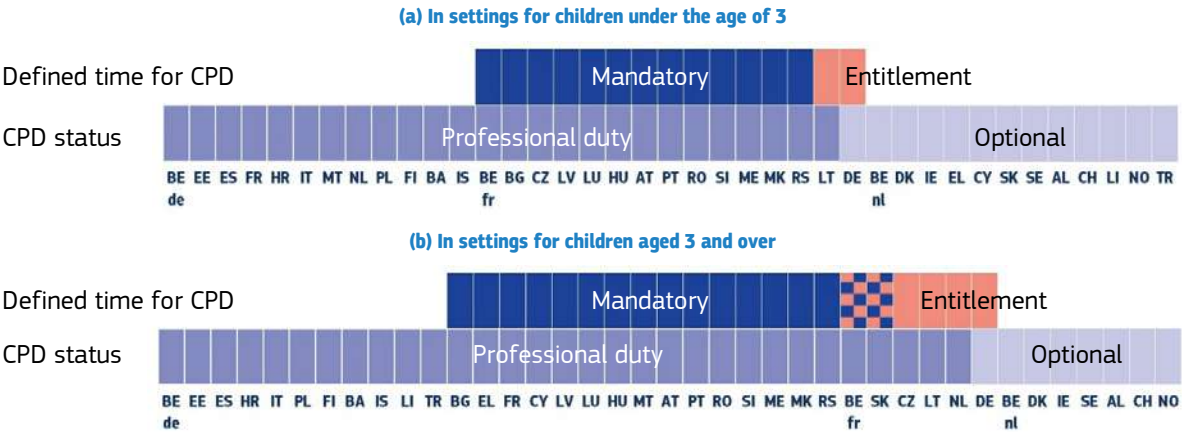 (a) In settings for children under the age of 3
Defined time for CPD Mandatory Entitlement
CPD status Professional duty Optional
BE EE ES FR HR IT MT NL PL FI BA IS BE BG CZ LV LU HU AT PT RO SI ME MK RS LT DE BE DK IE EL CY SK SE AL CH LI NO TR
de fr nl
(b) In settings for children aged 3 and over
Defined time for CPD Mandatory Entitlement
CPD status Professional duty Optional
BE EE ES HR IT PL FI BA IS LI TR BG EL FR CY LV LU HU MT AT PT RO SI ME MK RS BE SK CZ LT NL DE BE DK IE SE AL CH NO
de fr nl